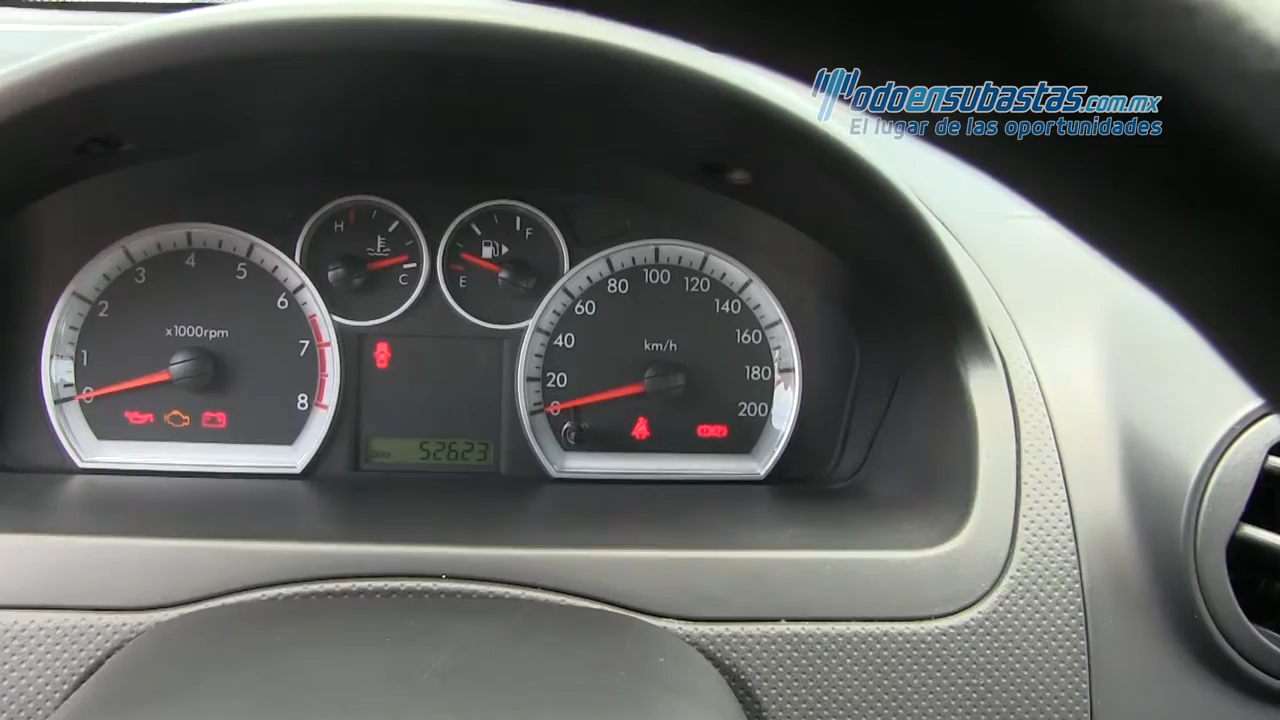 Todoensubastas.com.mx
El lugar de las oportunidades
H
C
F
E
0
1
2
3
4
5
6
7
8
x1000rpm
0
20
40
60
80
100
120
140
160
180
200
km/h
52623